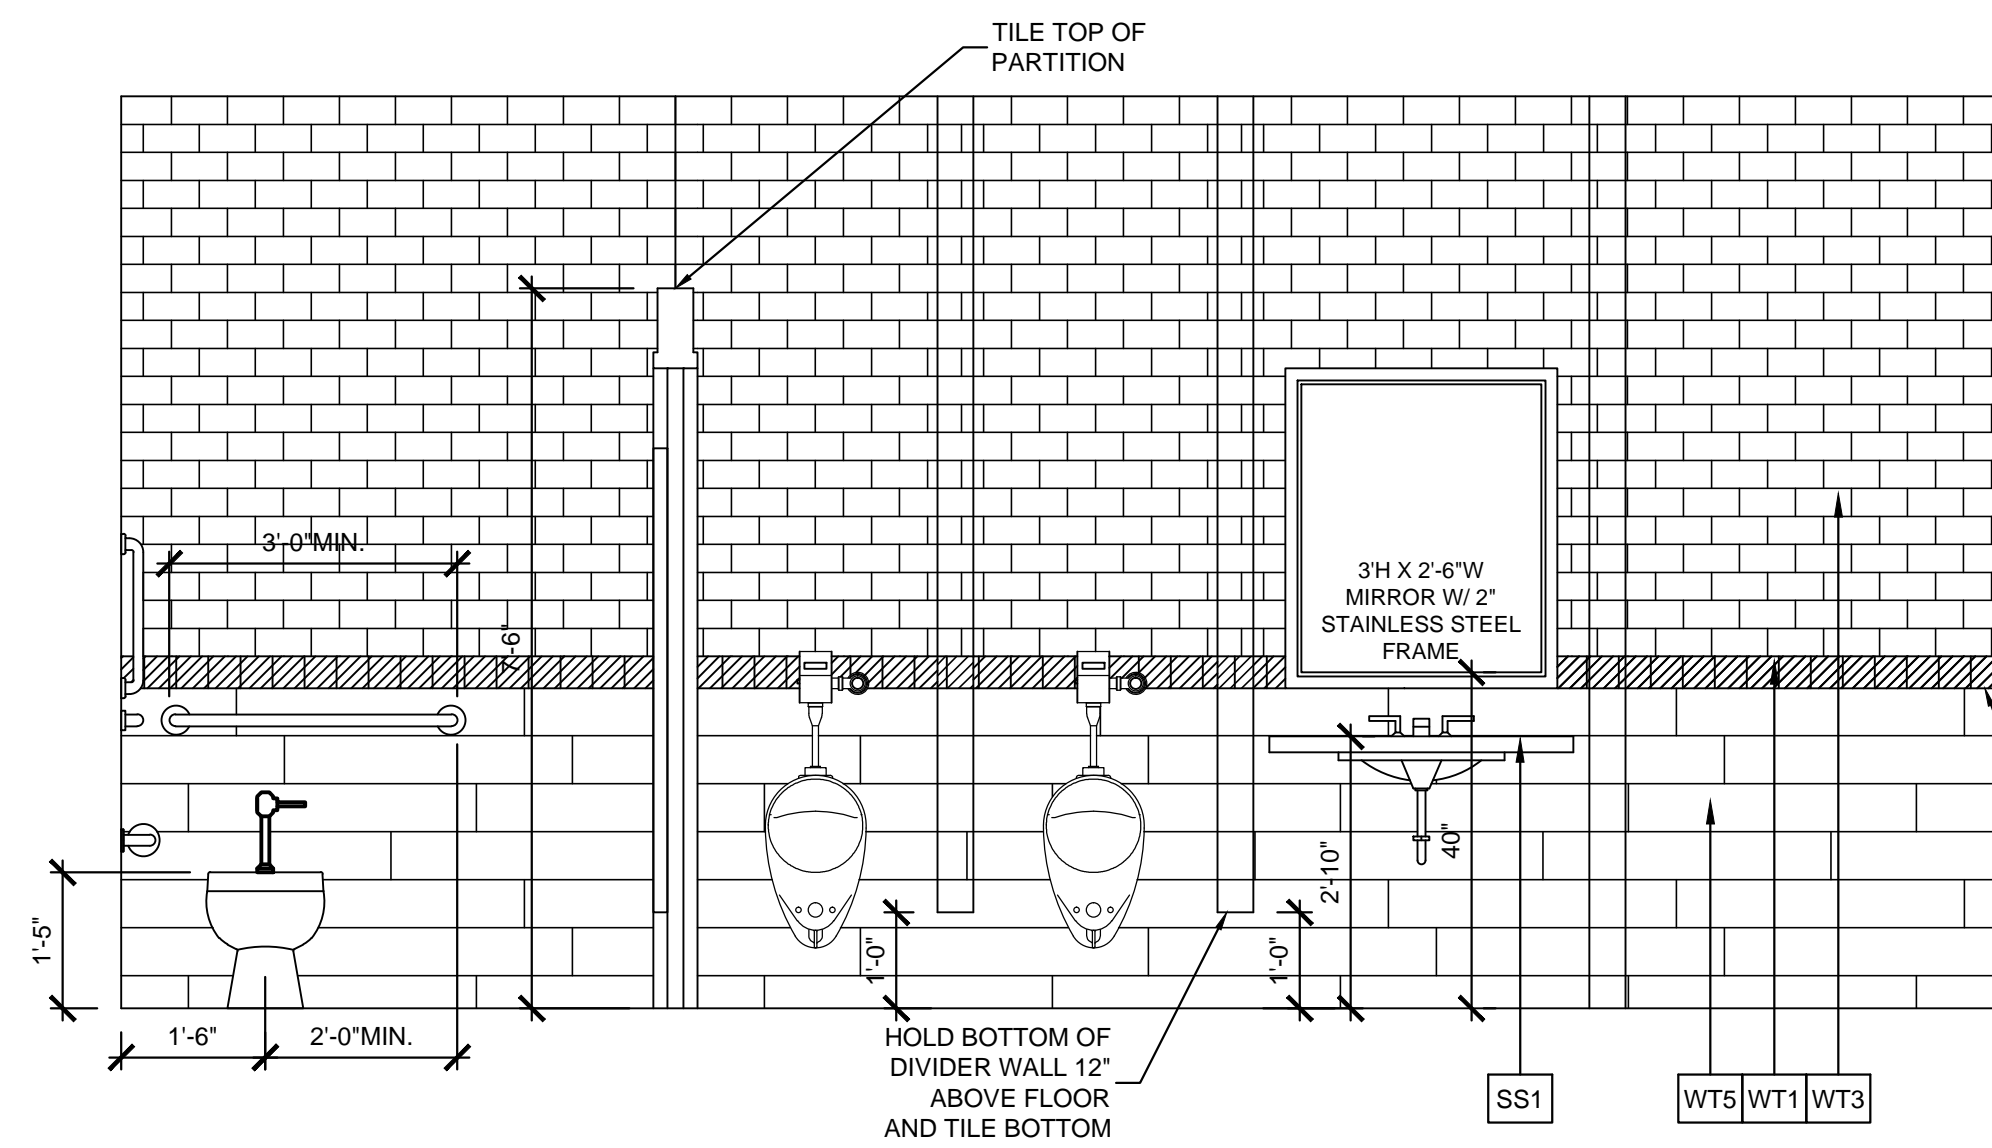 TILE TOP OF
PARTITION
3'-0"MIN.
7'-6"
3'H X 2'-6"W
MIRROR W/ 2"
STAINLESS STEEL
FRAME
40"
2'-10"
1'-5"
1'-0"
1'-0"
1'-6"
2'-0"MIN.
HOLD BOTTOM OF
DIVIDER WALL 12"
ABOVE FLOOR
AND TILE BOTTOM
SS1
WT5 WT1 WT3